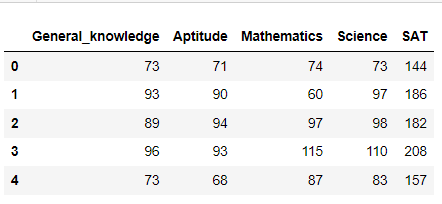 General_knowledge Aptitude Mathematics Science SAT
0 73 71 74 73 144
1 93 90 60 97 186
2 89 94 97 98 182
3 96 93 115 110 208
4 73 68 87 83 157